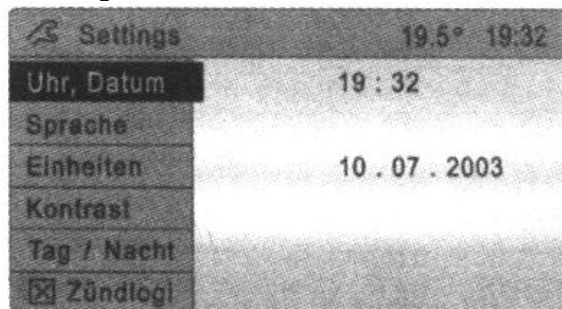 Settings 19.5° 19:32
Uhr, Datum 19 : 32
Sprache
Einheiten 10 . 07 . 2003
Kontrast
Tag / Nacht
Zündlogi